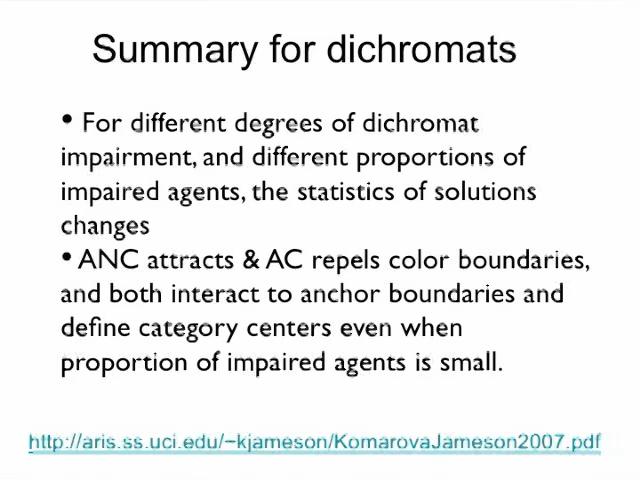 Summary for dichromats
• For different degrees of dichromat
impairment, and different proportions of
impaired agents, the statistics of solutions
changes
• ANC attracts & AC repels color boundaries,
and both interact to anchor boundaries and
define category centers even when
proportion of impaired agents is small.
http://aris.ss.uci.edu/~kjameson/KomarovaJameson2007.pdf